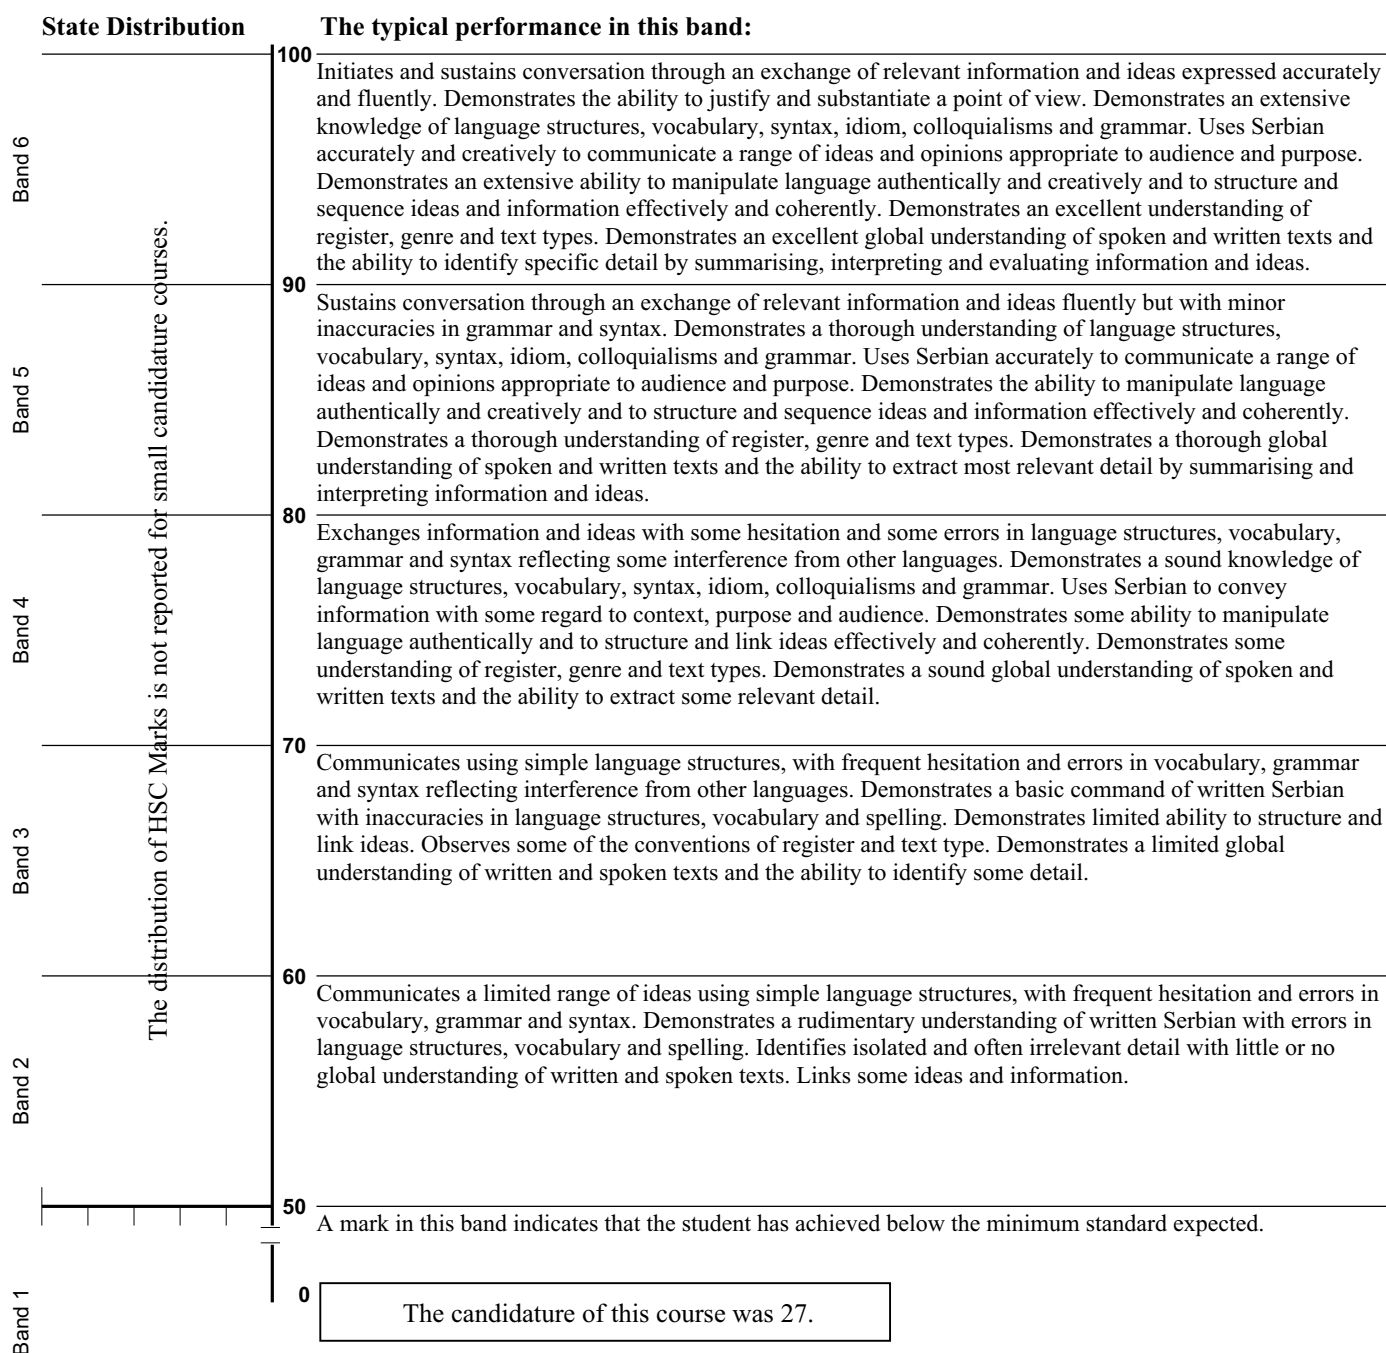 State Distribution
The typical performance in this band:
100
Initiates and sustains conversation through an exchange of relevant information and ideas expressed accurately
and fluently. Demonstrates the ability to justify and substantiate a point of view. Demonstrates an extensive
knowledge of language structures, vocabulary, syntax, idiom, colloquialisms and grammar. Uses Serbian
accurately and creatively to communicate a range of ideas and opinions appropriate to audience and purpose.
Demonstrates an extensive ability to manipulate language authentically and creatively and to structure and
sequence ideas and information effectively and coherently. Demonstrates an excellent understanding of
register, genre and text types. Demonstrates an excellent global understanding of spoken and written texts and
the ability to identify specific detail by summarising, interpreting and evaluating information and ideas.
Band 6
90
Sustains conversation through an exchange of relevant information and ideas fluently but with minor
inaccuracies in grammar and syntax. Demonstrates a thorough understanding of language structures,
vocabulary, syntax, idiom, colloquialisms and grammar. Uses Serbian accurately to communicate a range of
ideas and opinions appropriate to audience and purpose. Demonstrates the ability to manipulate language
authentically and creatively and to structure and sequence ideas and information effectively and coherently.
Demonstrates a thorough understanding of register, genre and text types. Demonstrates a thorough global
understanding of spoken and written texts and the ability to extract most relevant detail by summarising and
interpreting information and ideas.
Band 5
80
Exchanges information and ideas with some hesitation and some errors in language structures, vocabulary,
grammar and syntax reflecting some interference from other languages. Demonstrates a sound knowledge of
language structures, vocabulary, syntax, idiom, colloquialisms and grammar. Uses Serbian to convey
information with some regard to context, purpose and audience. Demonstrates some ability to manipulate
language authentically and to structure and link ideas effectively and coherently. Demonstrates some
understanding of register, genre and text types. Demonstrates a sound global understanding of spoken and
written texts and the ability to extract some relevant detail.
Band 4
The distribution of HSC Marks is not reported for small candidature courses.
70
Communicates using simple language structures, with frequent hesitation and errors in vocabulary, grammar
and syntax reflecting interference from other languages. Demonstrates a basic command of written Serbian
with inaccuracies in language structures, vocabulary and spelling. Demonstrates limited ability to structure and
link ideas. Observes some of the conventions of register and text type. Demonstrates a limited global
understanding of written and spoken texts and the ability to identify some detail.
Band 3
60
Communicates a limited range of ideas using simple language structures, with frequent hesitation and errors in
vocabulary, grammar and syntax. Demonstrates a rudimentary understanding of written Serbian with errors in
language structures, vocabulary and spelling. Identifies isolated and often irrelevant detail with little or no
global understanding of written and spoken texts. Links some ideas and information.
Band 2
50
A mark in this band indicates that the student has achieved below the minimum standard expected.
0
Band 1
The candidature of this course was 27.